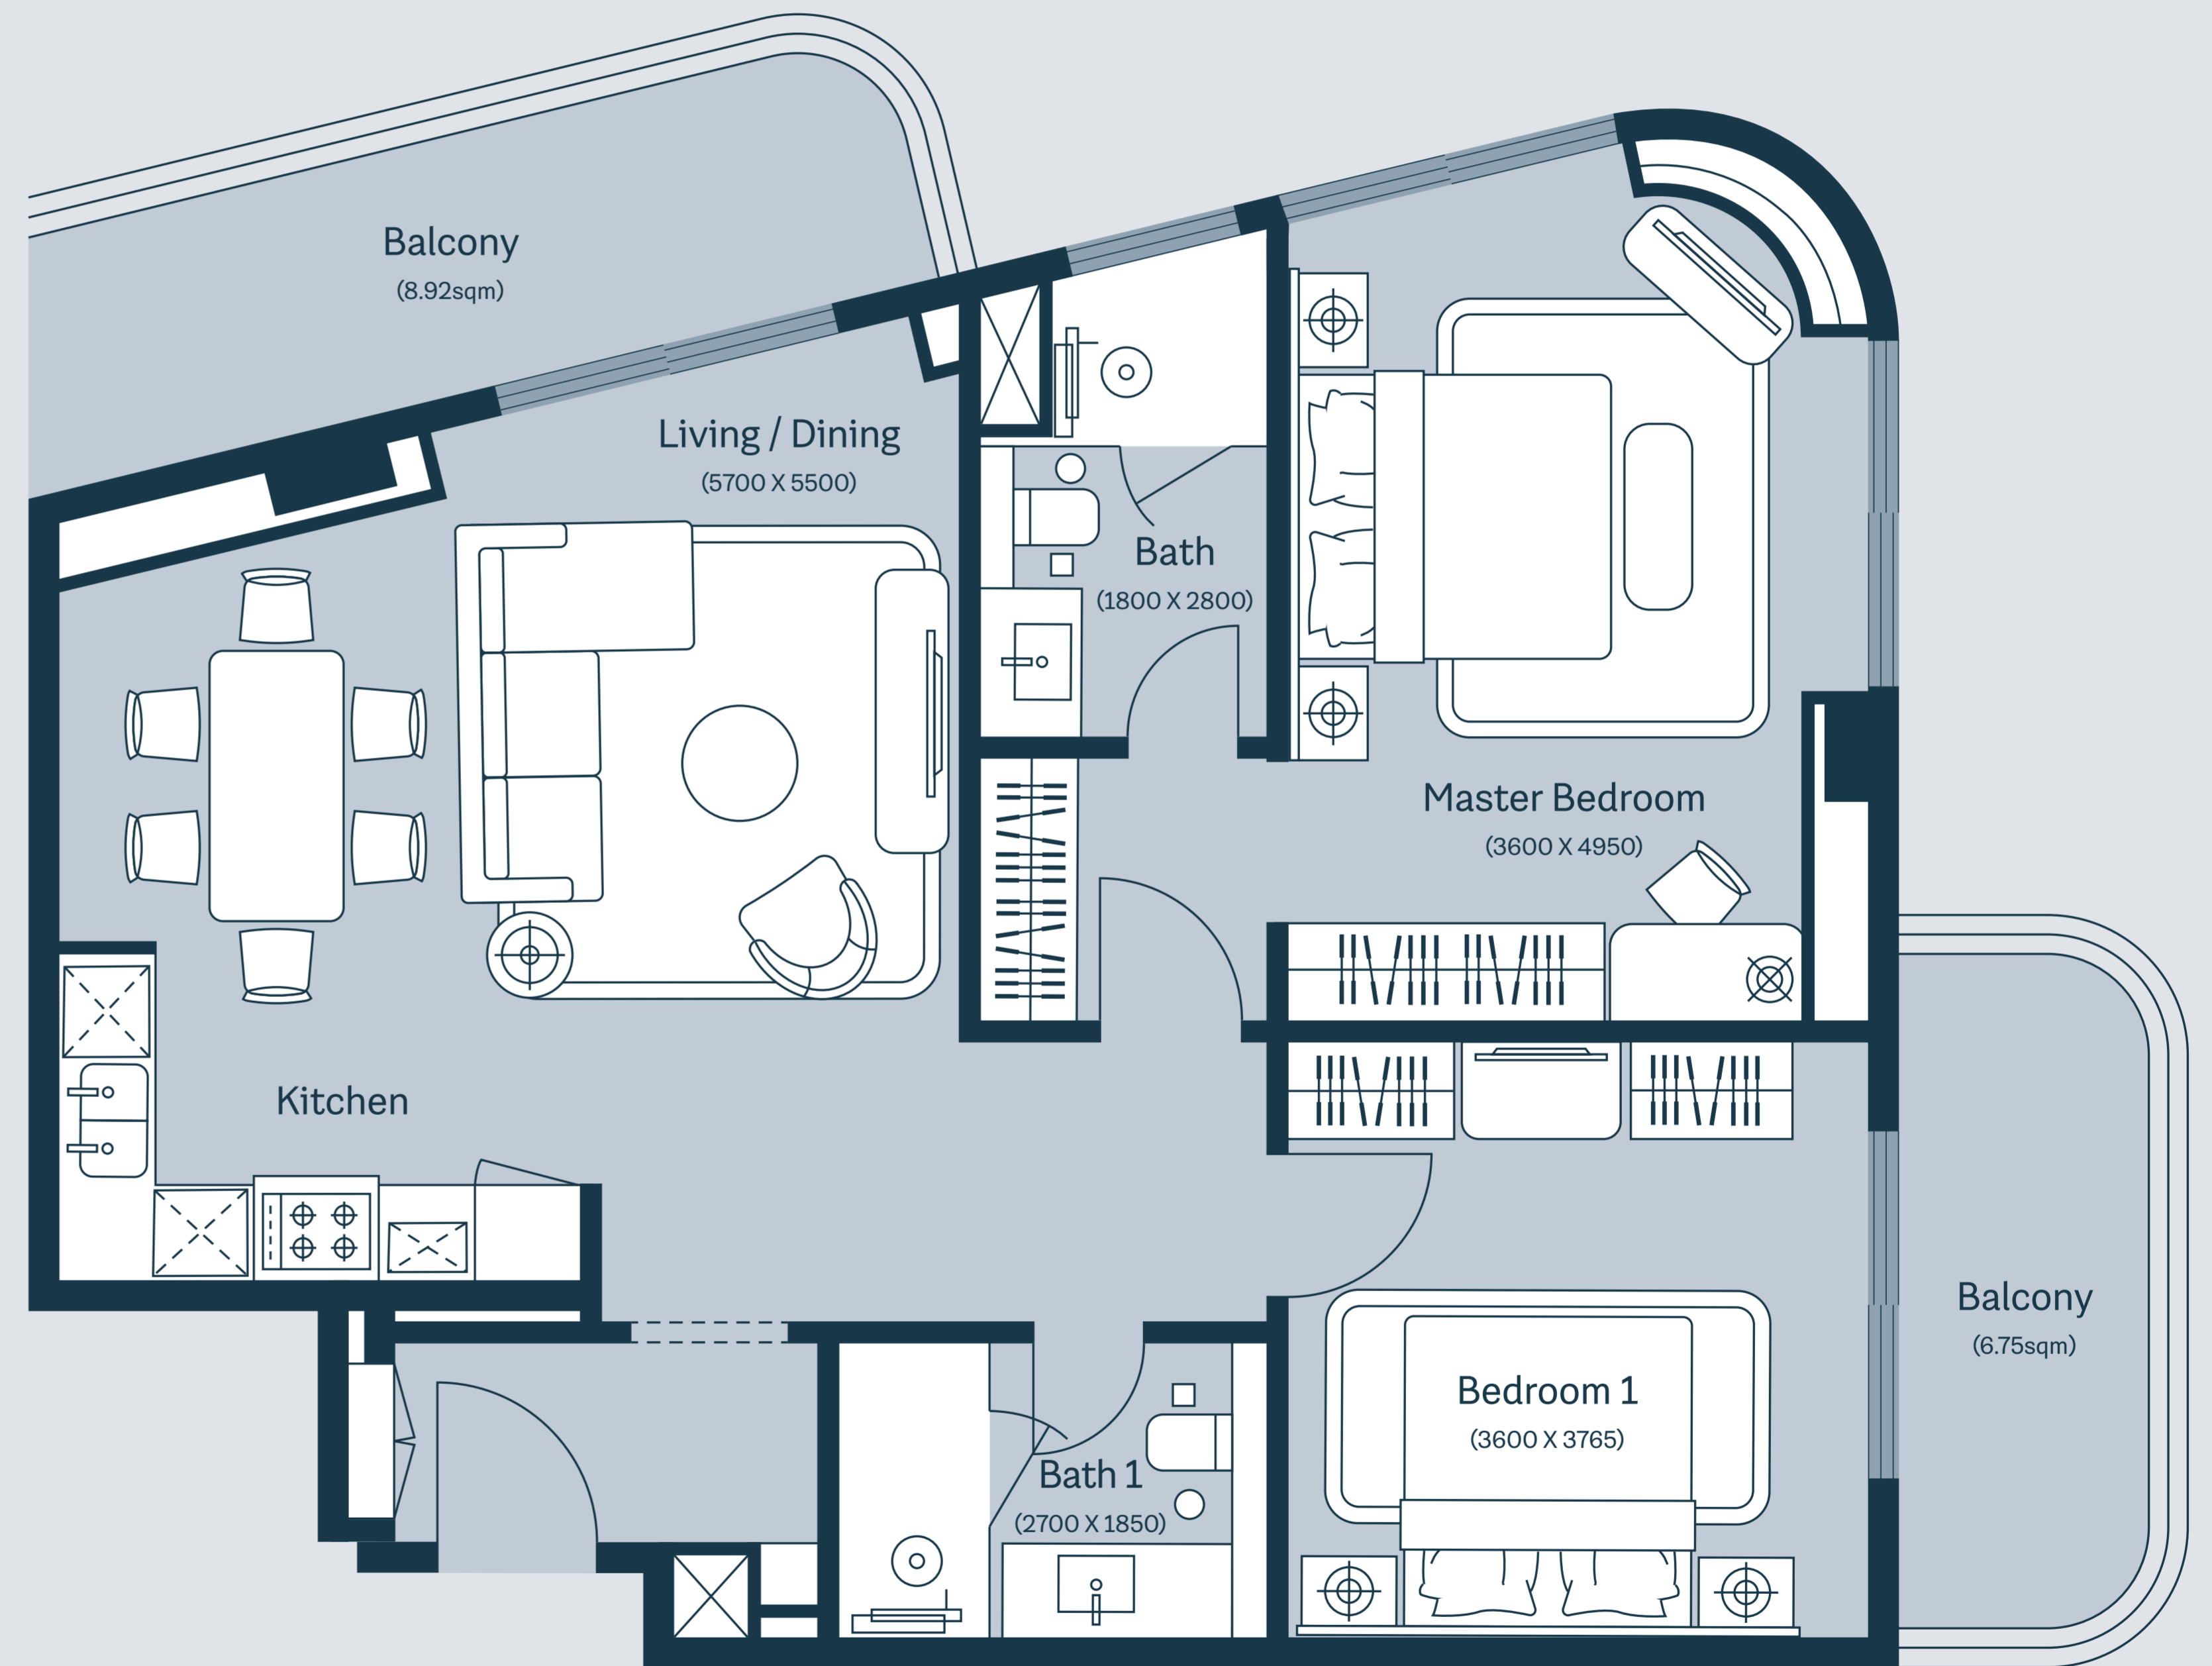 Balcony
(8.92sqm)
Living / Dining
(5700 X 5500)
Bath
(1800 X 2800)
Master Bedroom
(3600 X 4950)
Kitchen
Balcony
(6.75sqm)
Bedroom 1
(3600 X 3765)
Bath 1
(2700 X 1850)